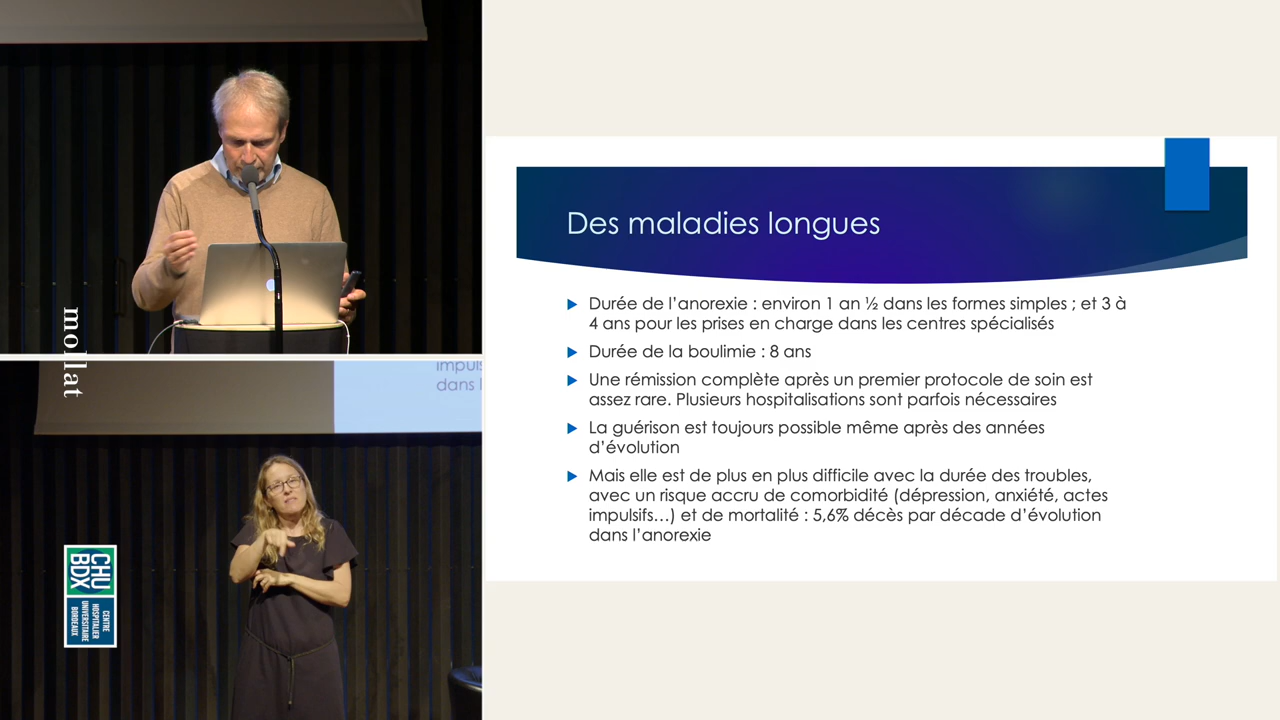 mollat
impuls
dans l
CHU
BDX
CENTRE
HOSPITALIER
UNIVERSITAIRE
BORDEAUX
Des maladies longues
Durée de l’anorexie : environ 1 an ½ dans les formes simples ; et 3 à
4 ans pour les prises en charge dans les centres spécialisés
Durée de la boulimie : 8 ans
Une rémission complète après un premier protocole de soin est
assez rare. Plusieurs hospitalisations sont parfois nécessaires
La guérison est toujours possible même après des années
d’évolution
Mais elle est de plus en plus difficile avec la durée des troubles,
avec un risque accru de comorbidité (dépression, anxiété, actes
impulsifs…) et de mortalité : 5,6% décès par décade d’évolution
dans l’anorexie